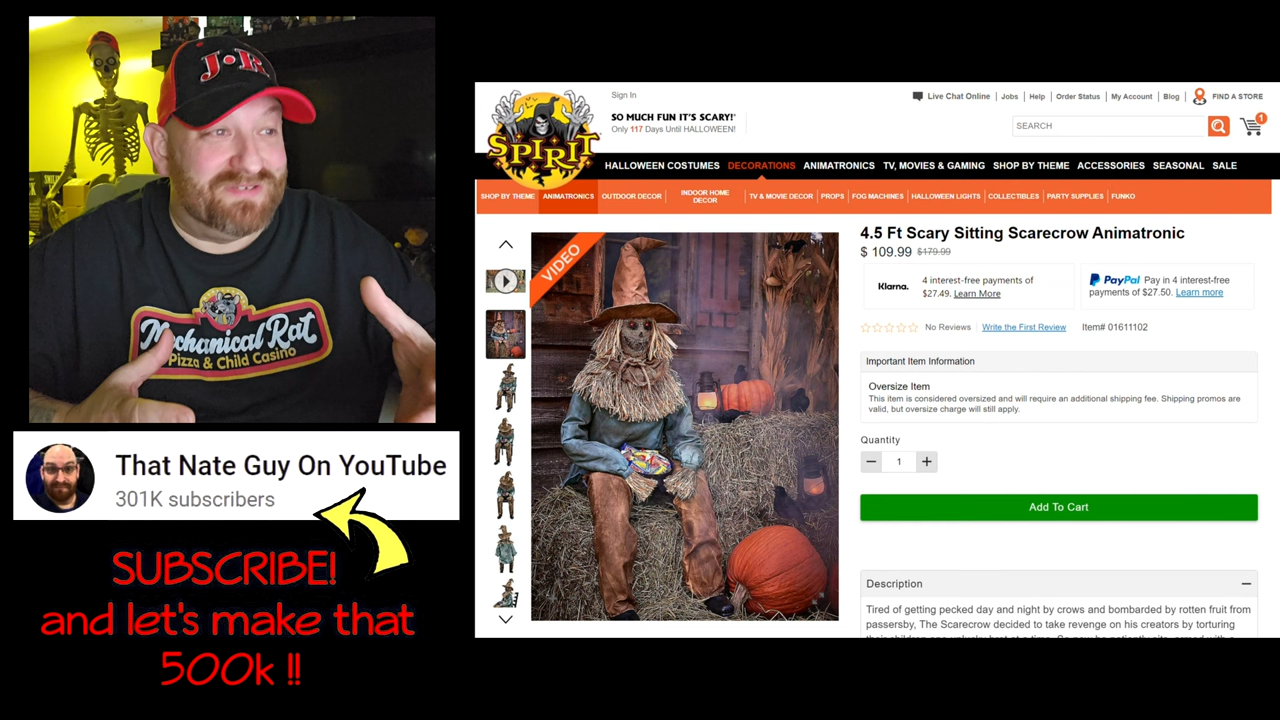 J·R
Mechanical Rat
Pizza & Child Casino
That Nate Guy On YouTube
301K subscribers
SUBSCRIBE!
and let's make that
500k !!
SPIRIT
Sign In
SO MUCH FUN IT'S SCARY!
Only 117 Days Until HALLOWEEN!
Live Chat Online
Jobs
Help
Order Status
My Account
Blog
FIND A STORE
SEARCH
1
HALLOWEEN COSTUMES DECORATIONS ANIMATRONICS TV, MOVIES & GAMING SHOP BY THEME ACCESSORIES SEASONAL SALE
SHOP BY THEME ANIMATRONICS OUTDOOR DECOR INDOOR HOME DECOR TV & MOVIE DECOR PROPS FOG MACHINES HALLOWEEN LIGHTS COLLECTIBLES PARTY SUPPLIES FUNKO
VIDEO
4.5 Ft Scary Sitting Scarecrow Animatronic
$ 109.99 $179.99
Klarna.
4 interest-free payments of
$27.49. Learn More
PayPal Pay in 4 interest-free
payments of $27.50. Learn more
No Reviews Write the First Review Item# 01611102
Important Item Information
Oversize Item
This item is considered oversized and will require an additional shipping fee. Shipping promos are
valid, but oversize charge will still apply.
Quantity
1
Add To Cart
Description
Tired of getting pecked day and night by crows and bombarded by rotten fruit from
passersby, The Scarecrow decided to take revenge on his creators by torturing